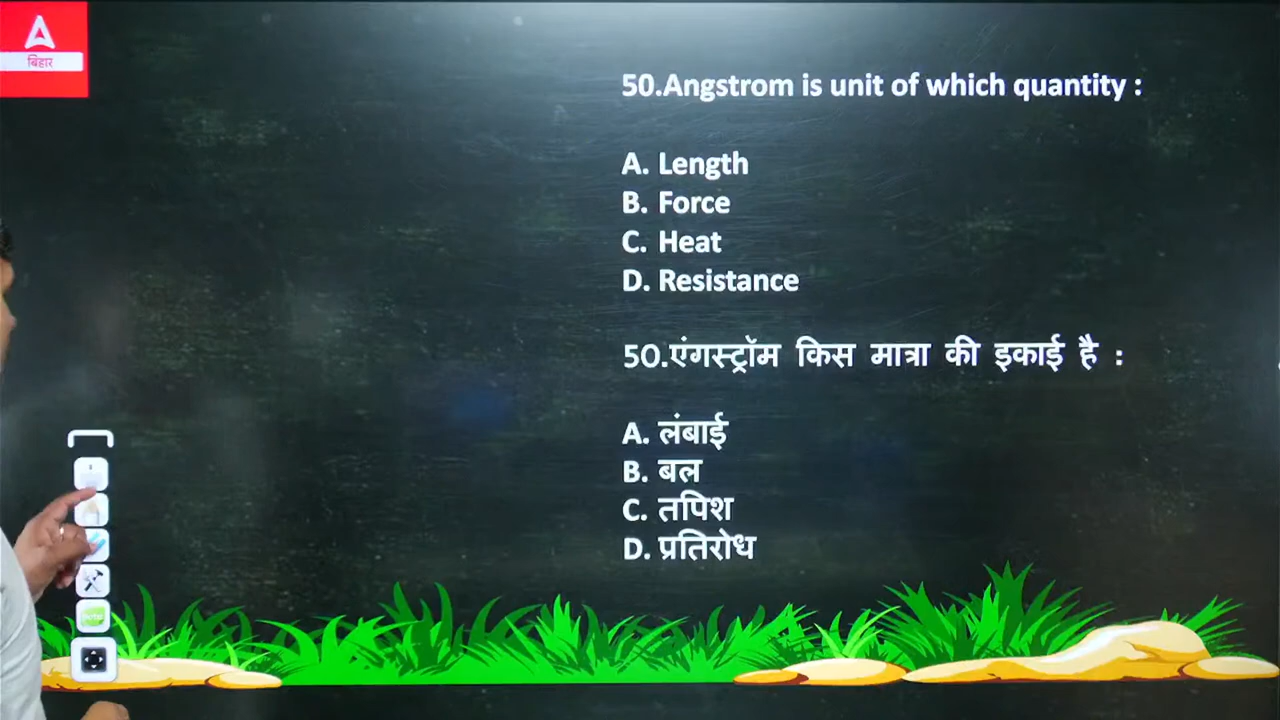 बिहार
50.Angstrom is unit of which quantity :
A. Length
B. Force
C. Heat
D. Resistance
50.एंगस्ट्रॉम किस मात्रा की इकाई है :
A. लंबाई
B. बल
C. तपिश
D. प्रतिरोध